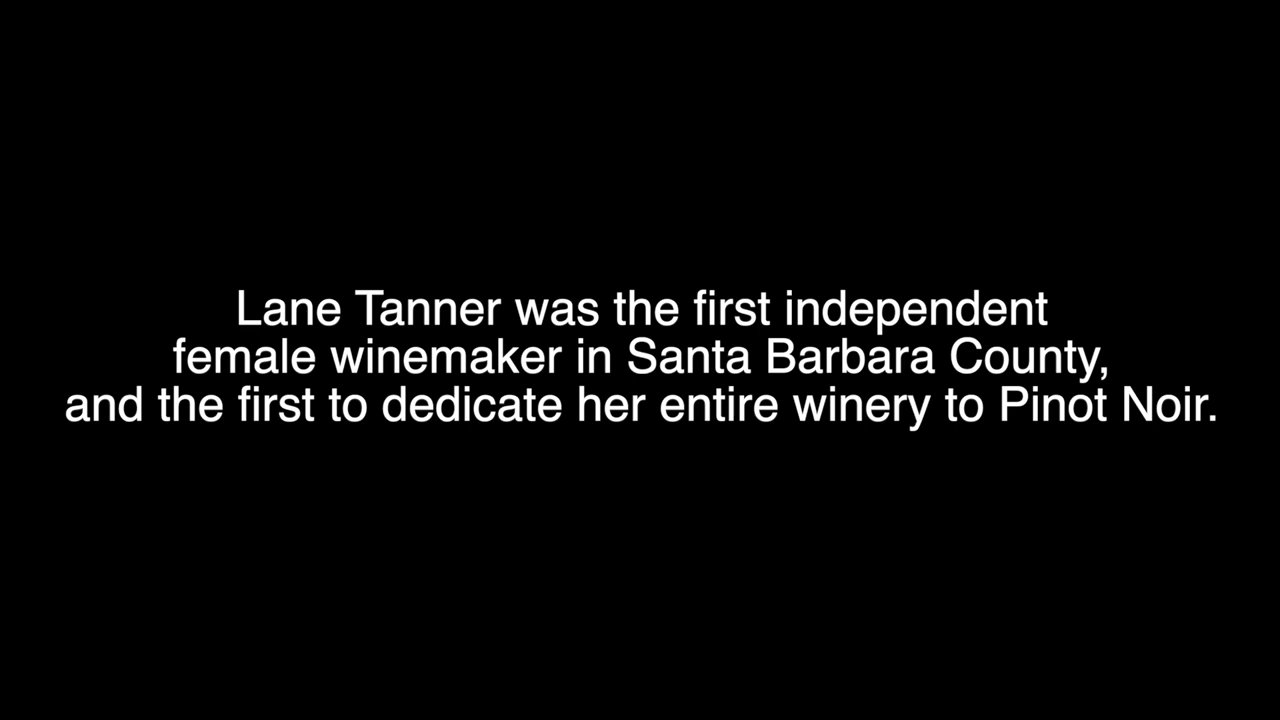 Lane Tanner was the first independent
female winemaker in Santa Barbara County,
and the first to dedicate her entire winery to Pinot Noir.